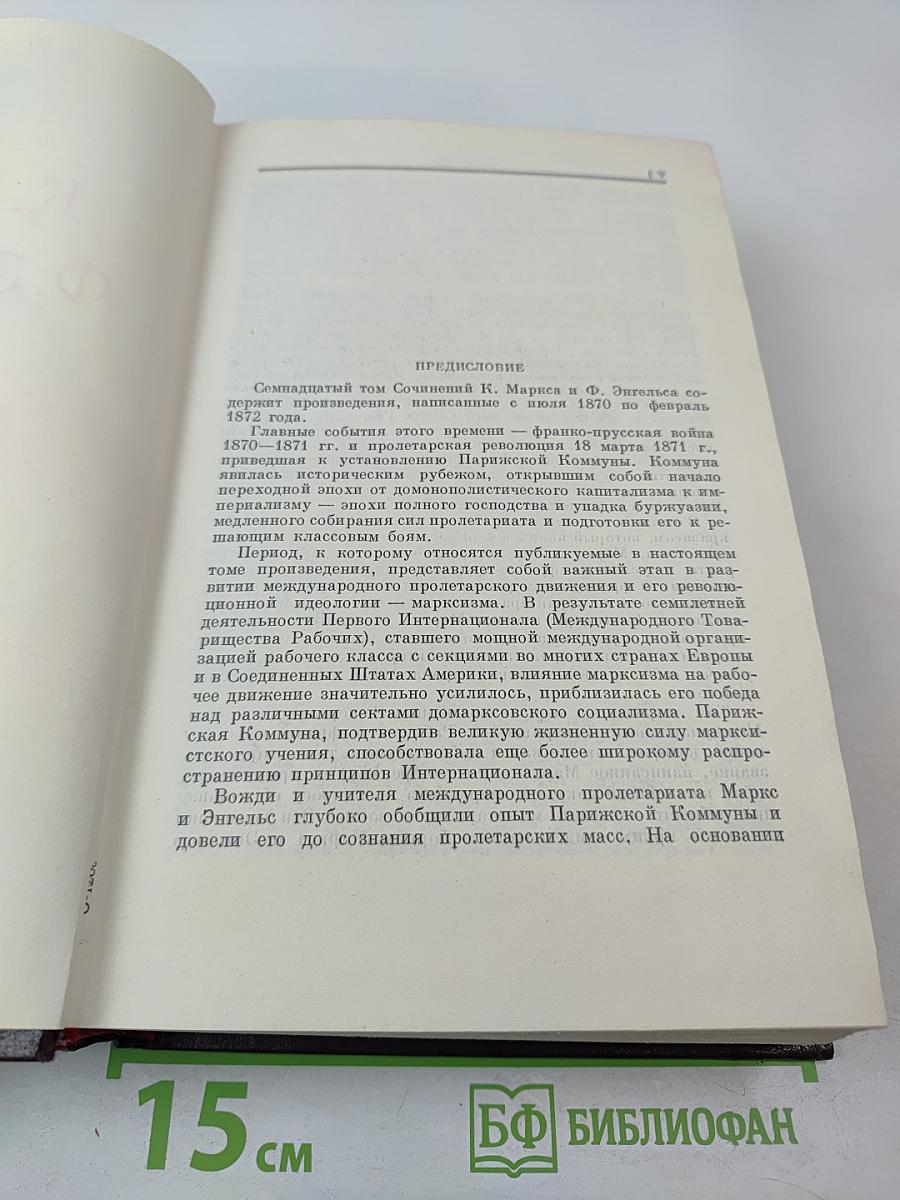 ПРЕДИСЛОВИЕ
Семнадцатый том Сочинений К. Маркса и Ф. Энгельса со-
держит произведения, написанные с июля 1870 по февраль
1872 года.
Главные события этого времени — франко-прусская война
1870—1871 гг. и пролетарская революция 18 марта 1871 г.,
приведшая к установлению Парижской Коммуны. Коммуна
явилась историческим рубежом, открывшим собой начало
переходной эпохи от домонополистического капитализма к им-
периализму — эпохи полного господства и упадка буржуазии,
медленного собирания сил пролетариата и подготовки его к ре-
шающим классовым боям.
Период, к которому относятся публикуемые в настоящем
томе произведения, представляет собой важный этап в раз-
витии международного пролетарского движения и его револю-
ционной идеологии — марксизма. В результате семилетней
деятельности Первого Интернационала (Международного Това-
рищества Рабочих), ставшего мощной международной органи-
зацией рабочего класса с секциями во многих странах Европы
и в Соединенных Штатах Америки, влияние марксизма на рабо-
чее движение значительно усилилось, приблизилась его победа
над различными сектами домарксовского социализма. Париж-
ская Коммуна, подтвердив великую жизненную силу маркси-
стского учения, способствовала еще более широкому распро-
странению принципов Интернационала.
Вожди и учителя международного пролетариата Маркс
и Энгельс глубоко обобщили опыт Парижской Коммуны и
довели его до сознания пролетарских масс. На основании
15 см
БФ БИБЛИОФАН